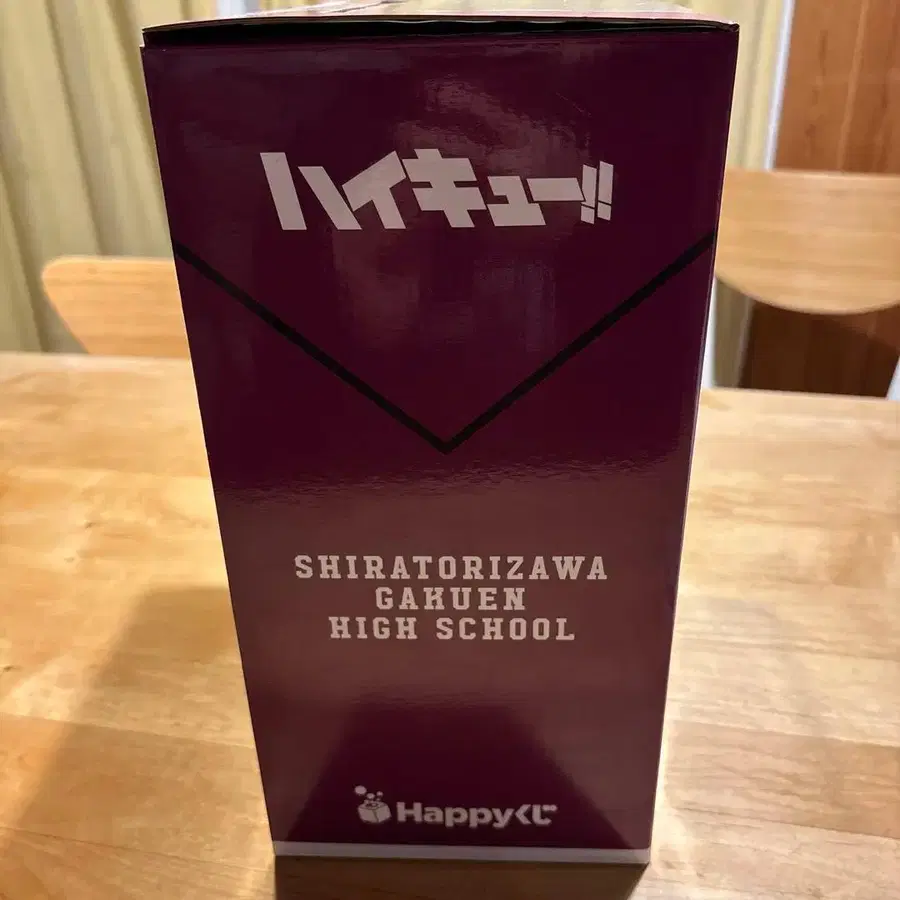 ハイキュー!!
SHIRATORIZAWA
GAKUEN
HIGH SCHOOL
Happyくじ